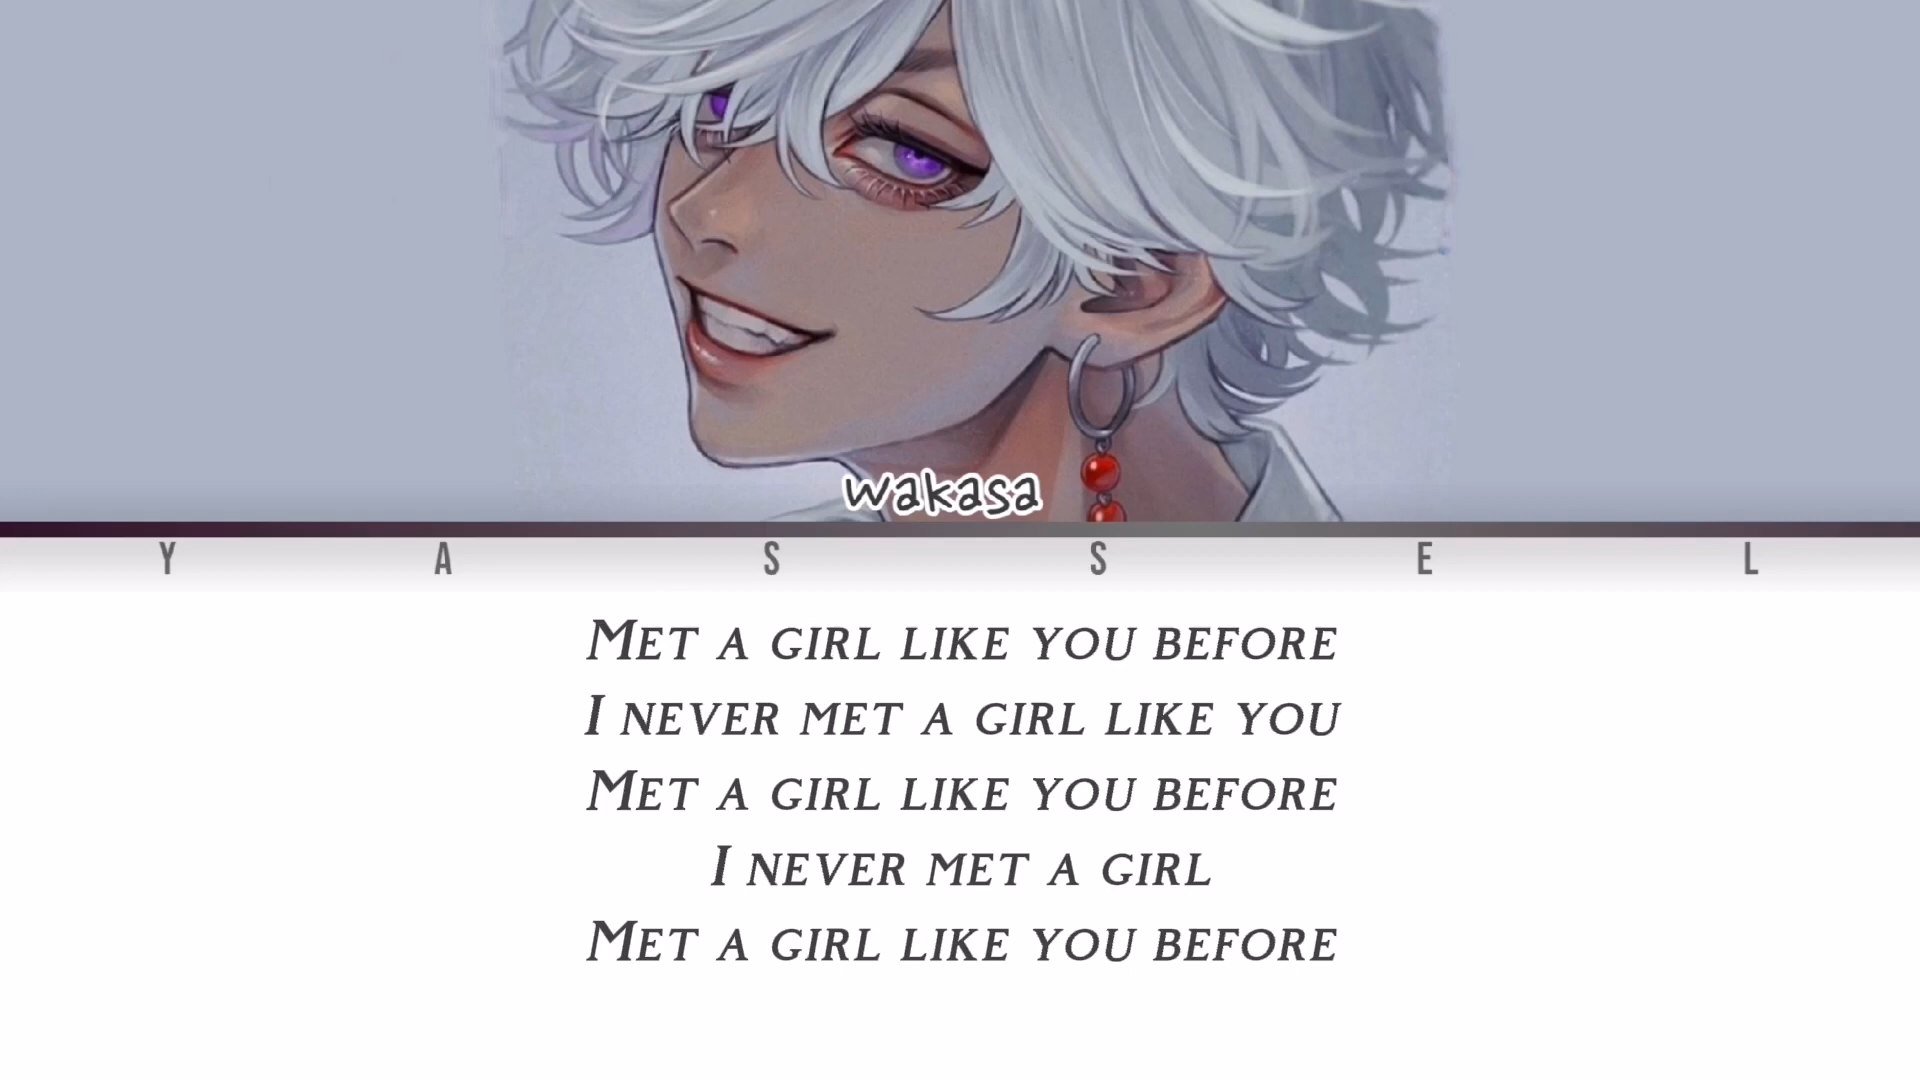 wakasa
Y A S S E L
MET A GIRL LIKE YOU BEFORE
I NEVER MET A GIRL LIKE YOU
MET A GIRL LIKE YOU BEFORE
I NEVER MET A GIRL
MET A GIRL LIKE YOU BEFORE